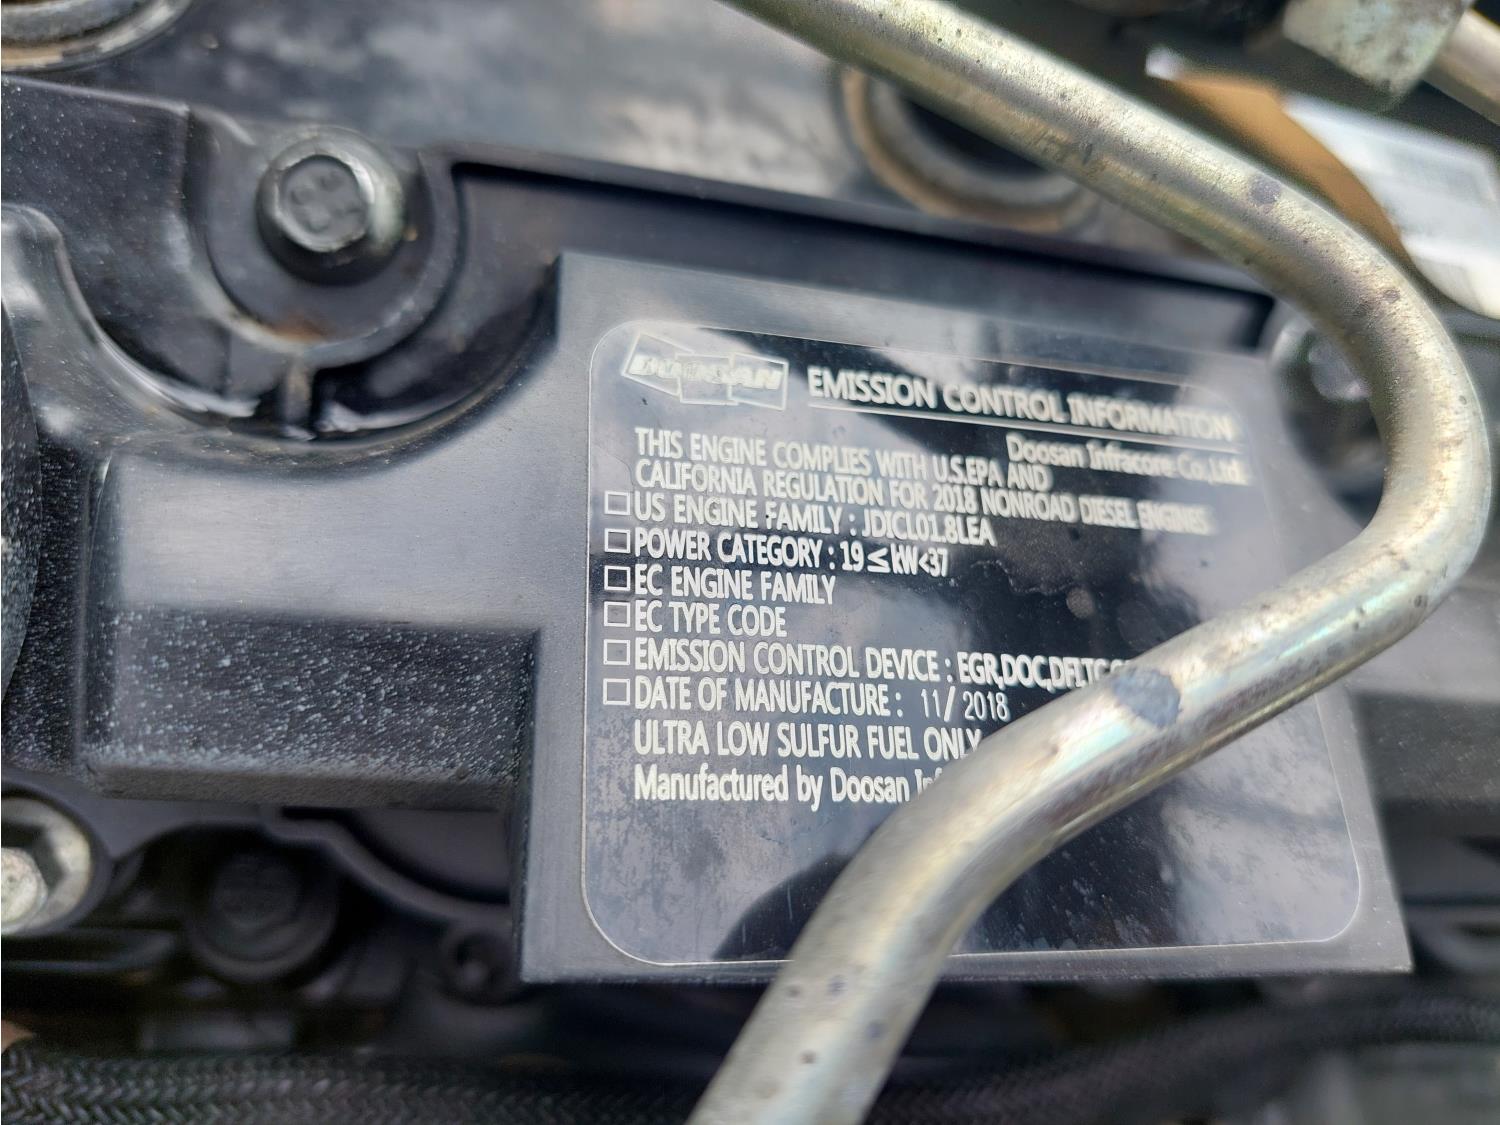 DOOSAN EMISSION CONTROL INFORMATION
Doosan Infracore Co., Ltd.
THIS ENGINE COMPLIES WITH U.S.EPA AND
CALIFORNIA REGULATION FOR 2018 NONROAD DIESEL ENGINES
□ US ENGINE FAMILY : JDICL01.8LEA
□ POWER CATEGORY : 19≤kW<37
□ EC ENGINE FAMILY
□ EC TYPE CODE
□ EMISSION CONTROL DEVICE : EGR,DOC,DFI,TC
□ DATE OF MANUFACTURE : 11/ 2018
ULTRA LOW SULFUR FUEL ONLY
Manufactured by Doosan